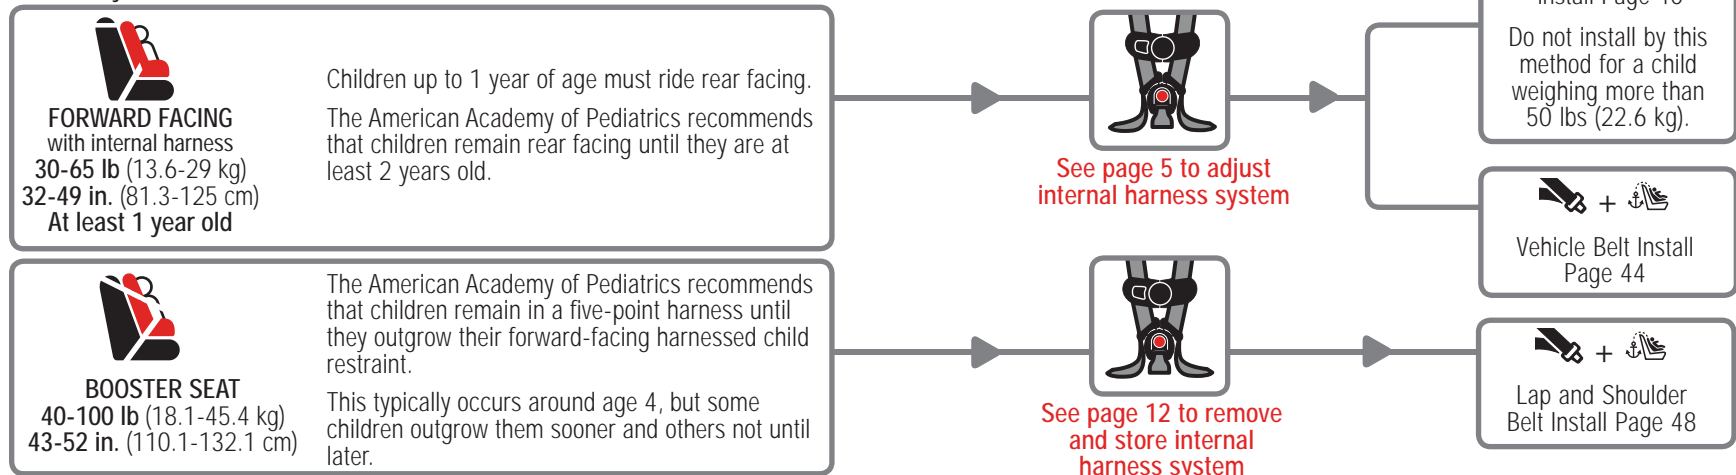 FORWARD FACING
with internal harness
30-65 lb (13.6-29 kg)
32-49 in. (81.3-125 cm)
At least 1 year old
Children up to 1 year of age must ride rear facing.
The American Academy of Pediatrics recommends
that children remain rear facing until they are at
least 2 years old.
See page 5 to adjust
internal harness system
Do not install by this
method for a child
weighing more than
50 lbs (22.6 kg).
+
Vehicle Belt Install
Page 44
BOOSTER SEAT
40-100 lb (18.1-45.4 kg)
43-52 in. (110.1-132.1 cm)
The American Academy of Pediatrics recommends
that children remain in a five-point harness until
they outgrow their forward-facing harnessed child
restraint.
This typically occurs around age 4, but some
children outgrow them sooner and others not until
later.
See page 12 to remove
and store internal
harness system
+
Lap and Shoulder
Belt Install Page 48